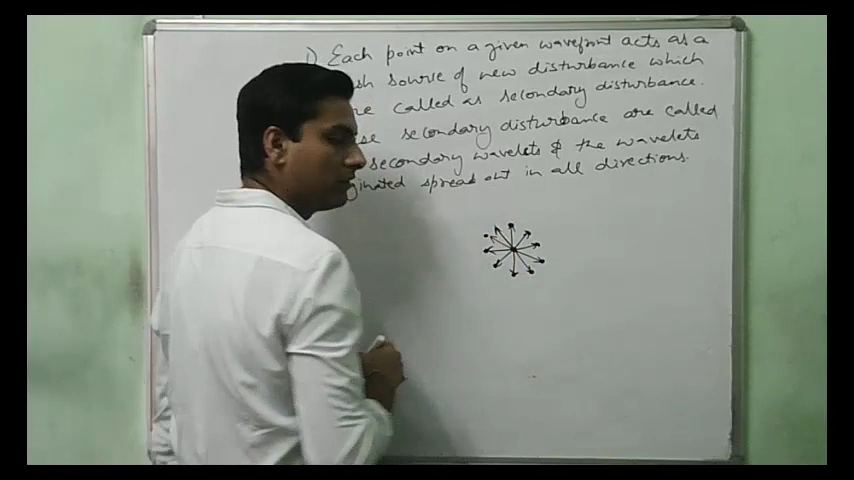 1) Each point on a given wavefront acts as a
sh source of new disturbance which
re called as secondary disturbance.
se secondary disturbance are called
secondary wavelets & the wavelets
ginated spread out in all directions.